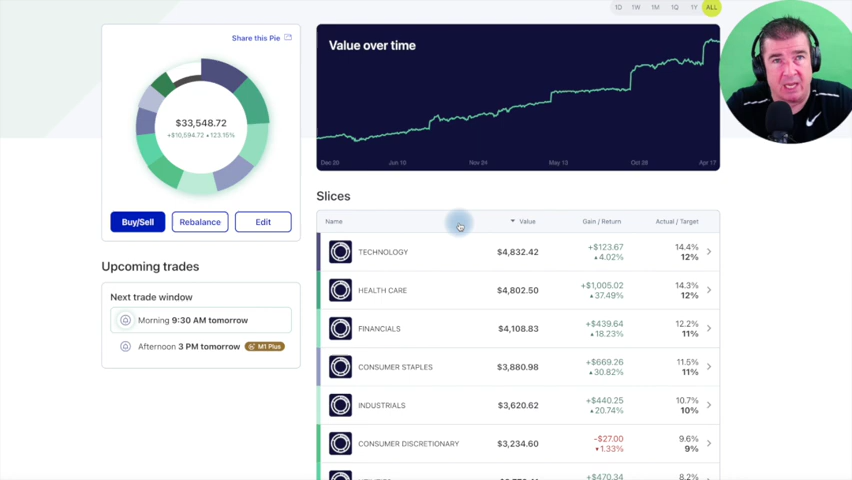 1D 1W 1M 1Q 1Y ALL
Share this Pie
Value over time
$33,548.72
+$10,594.72 ▲123.15%
Dec 20 Jun 10 Nov 24 May 13 Oct 28 Apr 17
Buy/Sell Rebalance Edit
Slices
Name Value Gain / Return Actual / Target
Upcoming trades
Next trade window
Morning 9:30 AM tomorrow
Afternoon 3 PM tomorrow M1 Plus
TECHNOLOGY $4,832.42 +$123.67 14.4%
▲4.02% 12%
HEALTH CARE $4,802.50 +$1,005.02 14.3%
▲37.49% 12%
FINANCIALS $4,108.83 +$439.64 12.2%
▲18.23% 11%
CONSUMER STAPLES $3,880.98 +$669.26 11.5%
▲30.82% 11%
INDUSTRIALS $3,620.62 +$440.25 10.7%
▲20.74% 10%
CONSUMER DISCRETIONARY $3,234.60 -$27.00 9.6%
▼1.33% 9%
+$470.34 8.2%